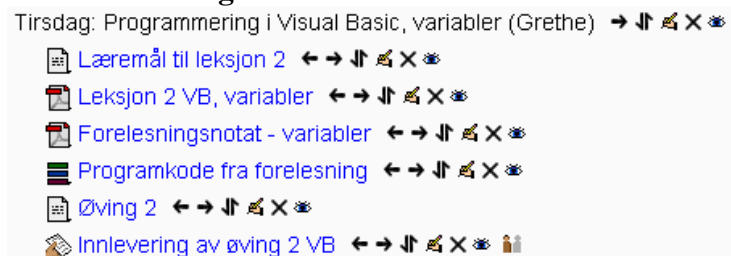 Tirsdag: Programmering i Visual Basic, variabler (Grethe)
Læremål til leksjon 2
Leksjon 2 VB, variabler
Forelesningsnotat - variabler
Programkode fra forelesning
Øving 2
Innlevering av øving 2 VB